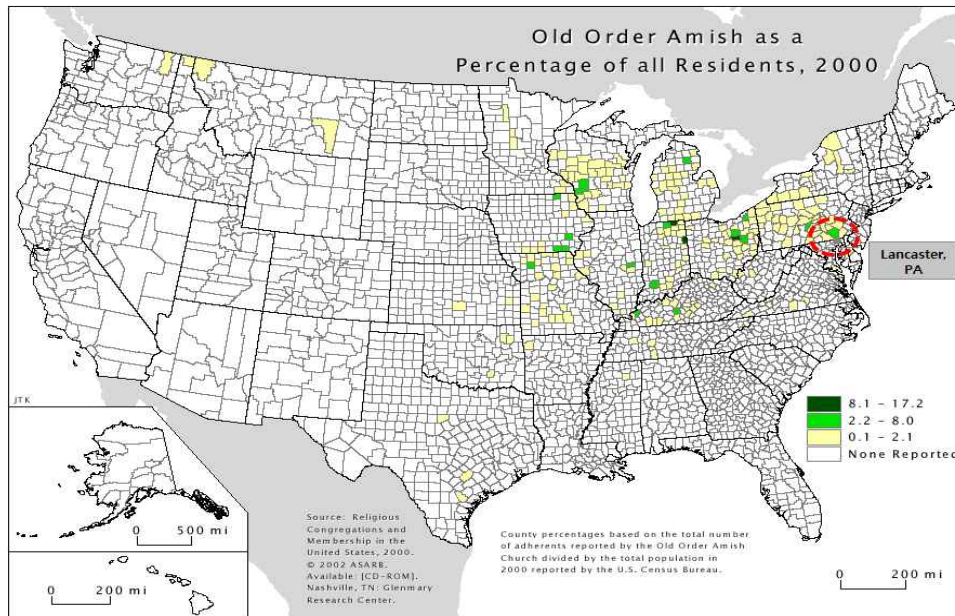 Old Order Amish as a
Percentage of all Residents, 2000
Lancaster,
PA
JTK
8.1 - 17.2
2.2 - 8.0
0.1 - 2.1
None Reported
0 500 mi
0 200 mi
Source: Religious
Congregations and
Membership in the
United States, 2000.
© 2002 ASARB.
Available: [CD-ROM].
Nashville, TN: Glenmary
Research Center.
County percentages based on the total number
of adherents reported by the Old Order Amish
Church divided by the total population in
2000 reported by the U.S. Census Bureau.
0 200 mi